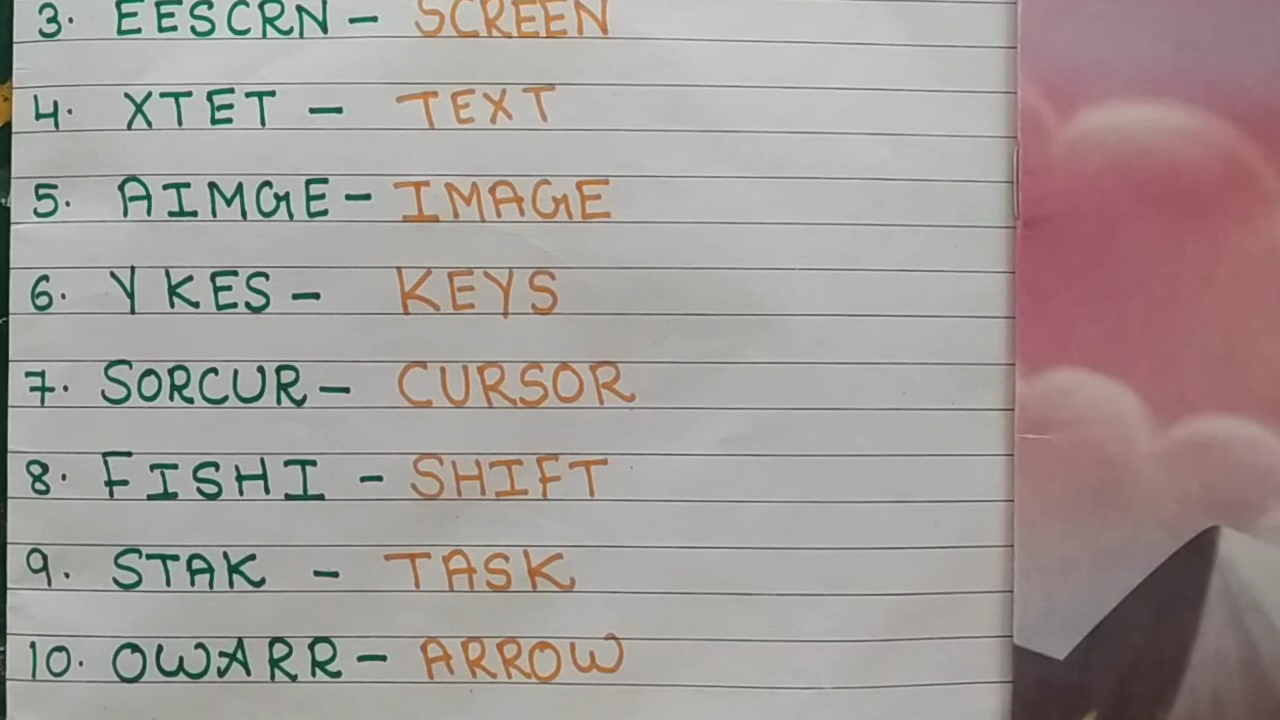 3. EESCRN - SCREEN
4. XTET - TEXT
5. AIMGE - IMAGE
6. YKES - KEYS
7. SORCUR - CURSOR
8. FISHI - SHIFT
9. STAK - TASK
10. OWARR - ARROW